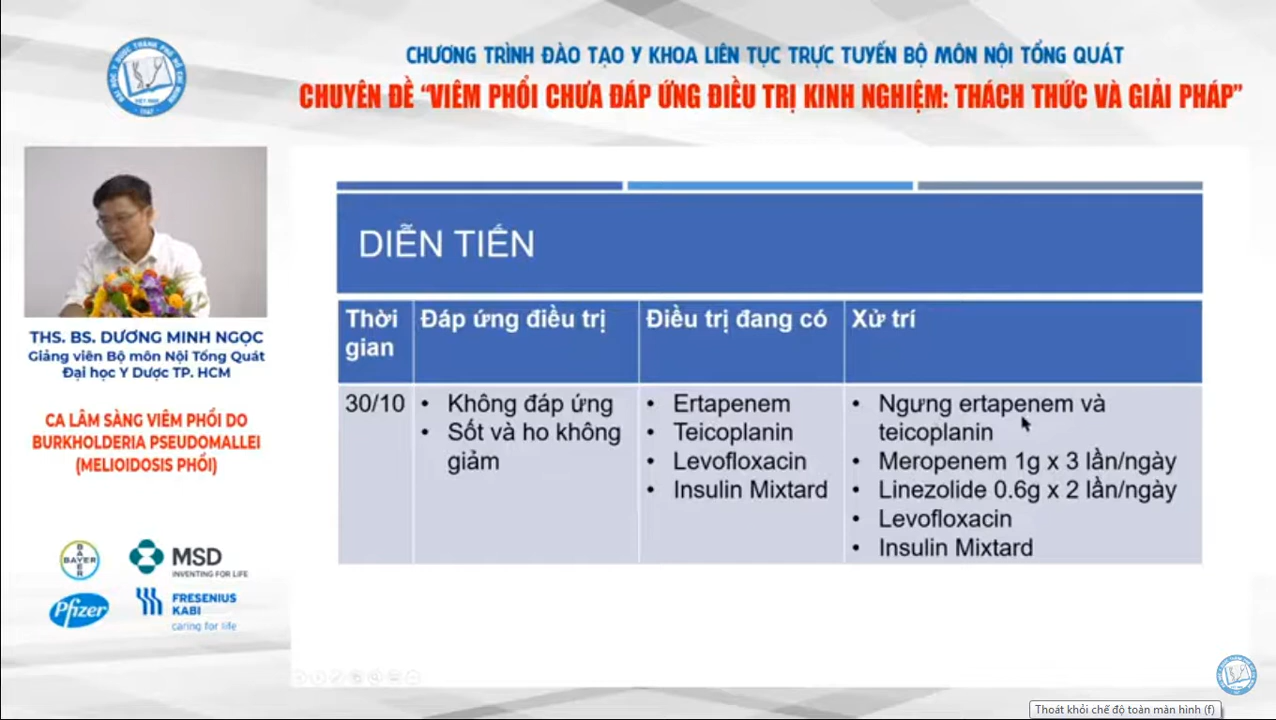 CHƯƠNG TRÌNH ĐÀO TẠO Y KHOA LIÊN TỤC TRỰC TUYẾN BỘ MÔN NỘI TỔNG QUÁT
CHUYÊN ĐỀ “VIÊM PHỔI CHƯA ĐÁP ỨNG ĐIỀU TRỊ KINH NGHIỆM: THÁCH THỨC VÀ GIẢI PHÁP”
THS. BS. DƯƠNG MINH NGỌC
Giảng viên Bộ môn Nội Tổng Quát
Đại học Y Dược TP. HCM
CA LÂM SÀNG VIÊM PHỔI DO
BURKHOLDERIA PSEUDOMALLEI
(MELIOIDOSIS PHỔI)
BAYER
MSD
INVENTING FOR LIFE
Pfizer
FRESENIUS
KABI
caring for life
DIỄN TIẾN
Thời
gian
Đáp ứng điều trị
Điều trị đang có
Xử trí
30/10
• Không đáp ứng
• Sốt và ho không
giảm
• Ertapenem
• Teicoplanin
• Levofloxacin
• Insulin Mixtard
• Ngưng ertapenem và
teicoplanin
• Meropenem 1g x 3 lần/ngày
• Linezolide 0.6g x 2 lần/ngày
• Levofloxacin
• Insulin Mixtard
Thoát khỏi chế độ toàn màn hình (f)